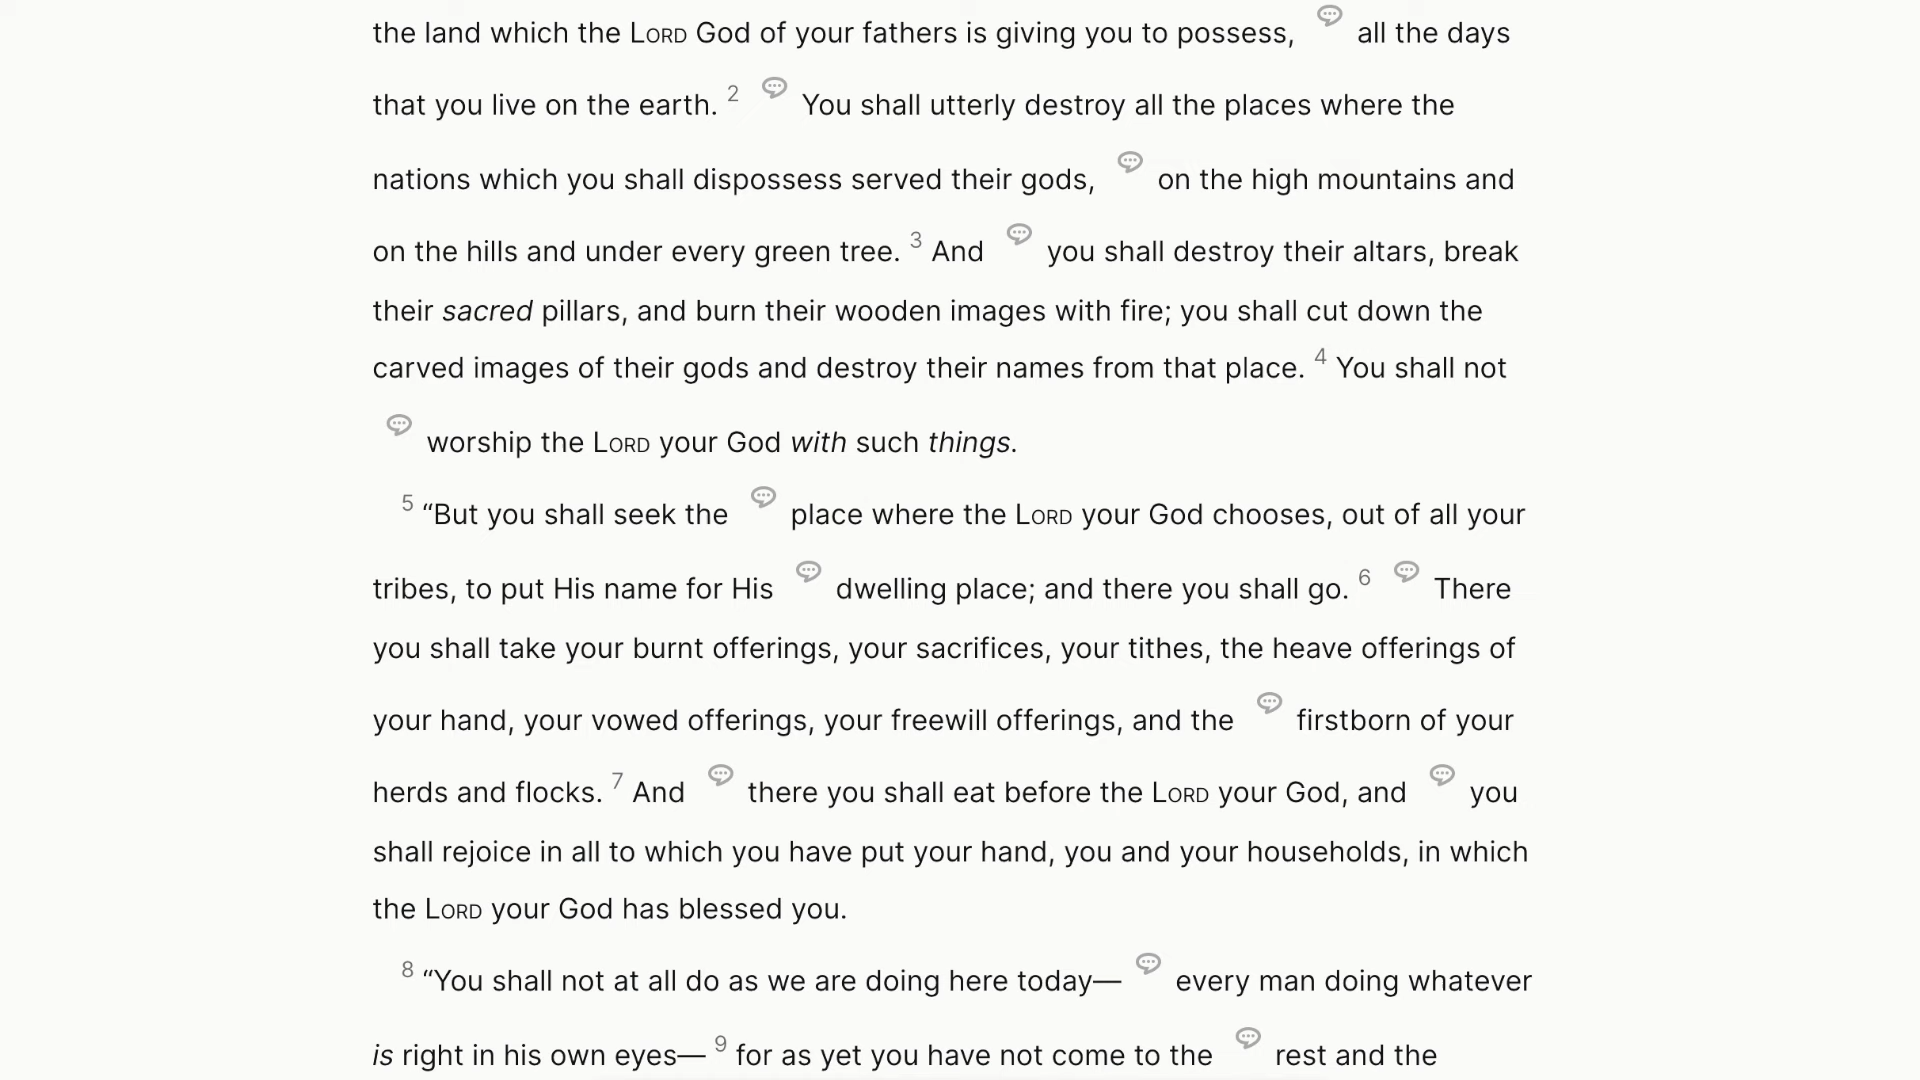 the land which the LORD God of your fathers is giving you to possess, all the days
that you live on the earth. 2 You shall utterly destroy all the places where the
nations which you shall dispossess served their gods, on the high mountains and
on the hills and under every green tree. 3 And you shall destroy their altars, break
their sacred pillars, and burn their wooden images with fire; you shall cut down the
carved images of their gods and destroy their names from that place. 4 You shall not
worship the LORD your God with such things.
5 “But you shall seek the place where the LORD your God chooses, out of all your
tribes, to put His name for His dwelling place; and there you shall go. 6 There
you shall take your burnt offerings, your sacrifices, your tithes, the heave offerings of
your hand, your vowed offerings, your freewill offerings, and the firstborn of your
herds and flocks. 7 And there you shall eat before the LORD your God, and you
shall rejoice in all to which you have put your hand, you and your households, in which
the LORD your God has blessed you.
8 “You shall not at all do as we are doing here today— every man doing whatever
is right in his own eyes— 9 for as yet you have not come to the rest and the